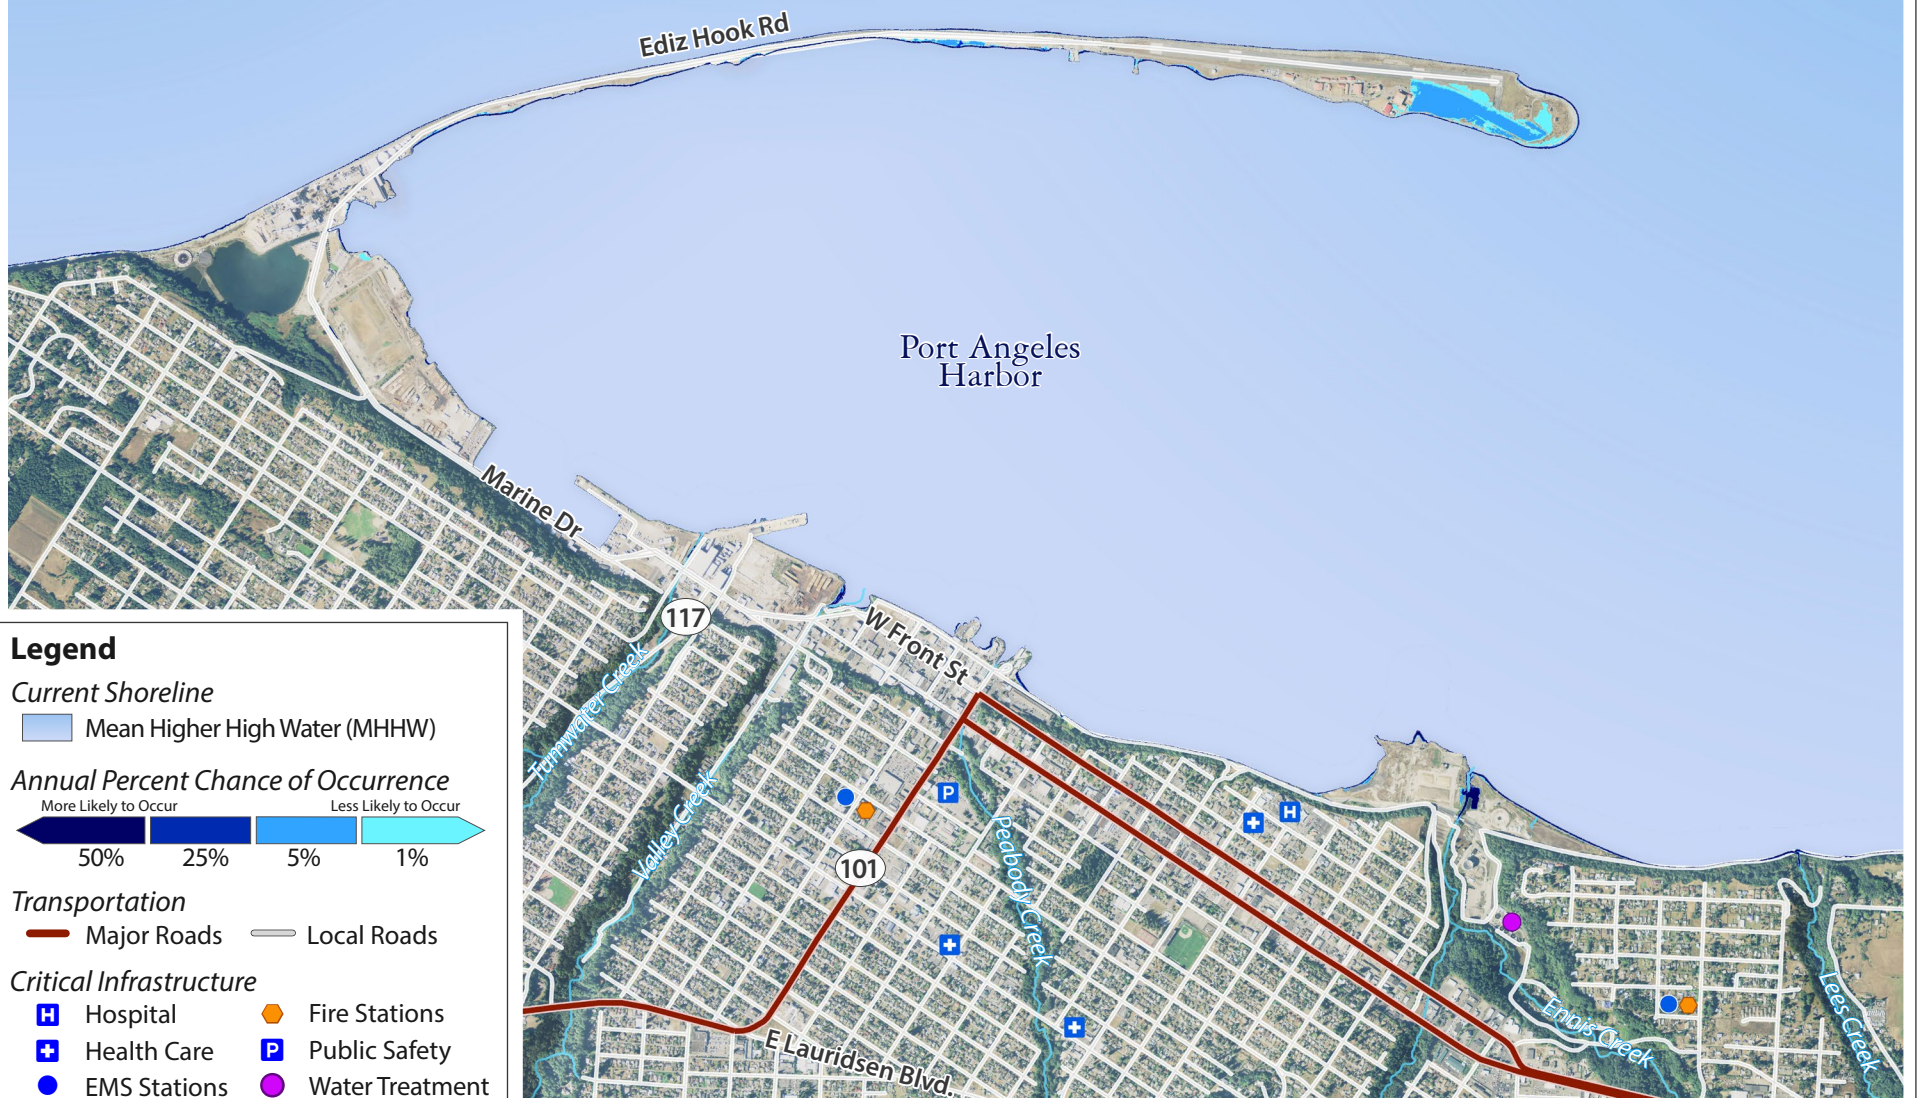 Ediz Hook Rd
Port Angeles
Harbor
Marine Dr
117
W Front St
Tumwater Creek
Valley Creek
P
H
101
Peabody Creek
Ennis Creek
Lees Creek
E Lauridsen Blvd.
Legend
Current Shoreline
Mean Higher High Water (MHHW)
Annual Percent Chance of Occurrence
More Likely to Occur Less Likely to Occur
50% 25% 5% 1%
Transportation
Major Roads Local Roads
Critical Infrastructure
H Hospital Fire Stations
Health Care P Public Safety
EMS Stations Water Treatment